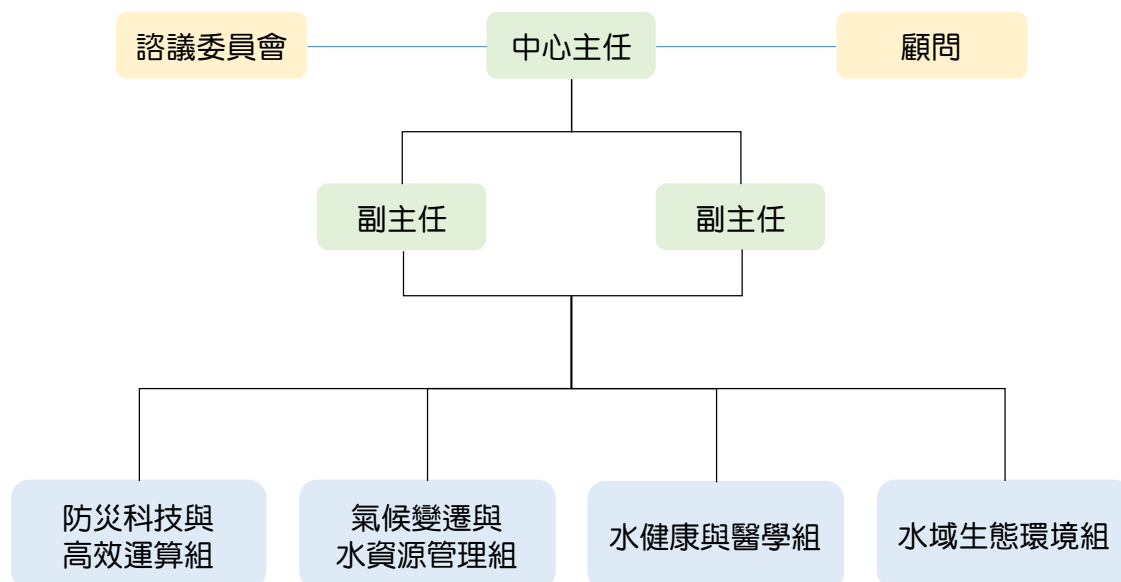 諮議委員會
中心主任
顧問
副主任
副主任
防災科技與
高效運算組
氣候變遷與
水資源管理組
水健康與醫學組
水域生態環境組